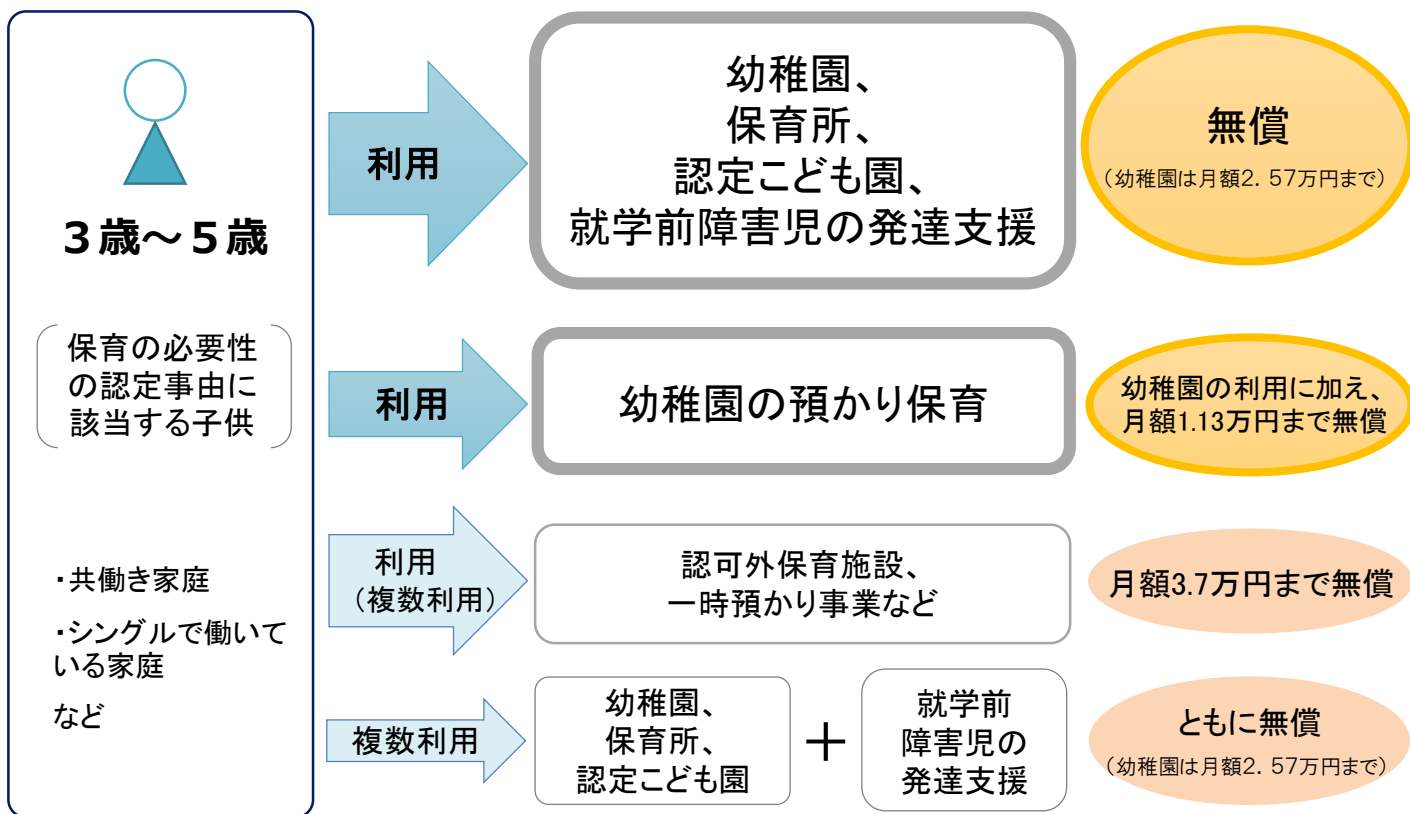 3歳~5歳
保育の必要性
の認定事由に
該当する子供
・共働き家庭
・シングルで働いて
いる家庭
など
利用
幼稚園、
保育所、
認定こども園、
就学前障害児の発達支援
無償
(幼稚園は月額2.57万円まで)
利用
幼稚園の預かり保育
幼稚園の利用に加え、
月額1.13万円まで無償
利用
(複数利用)
認可外保育施設、
一時預かり事業など
月額3.7万円まで無償
複数利用
幼稚園、
保育所、
認定こども園
+
就学前
障害児の
発達支援
ともに無償
(幼稚園は月額2.57万円まで)